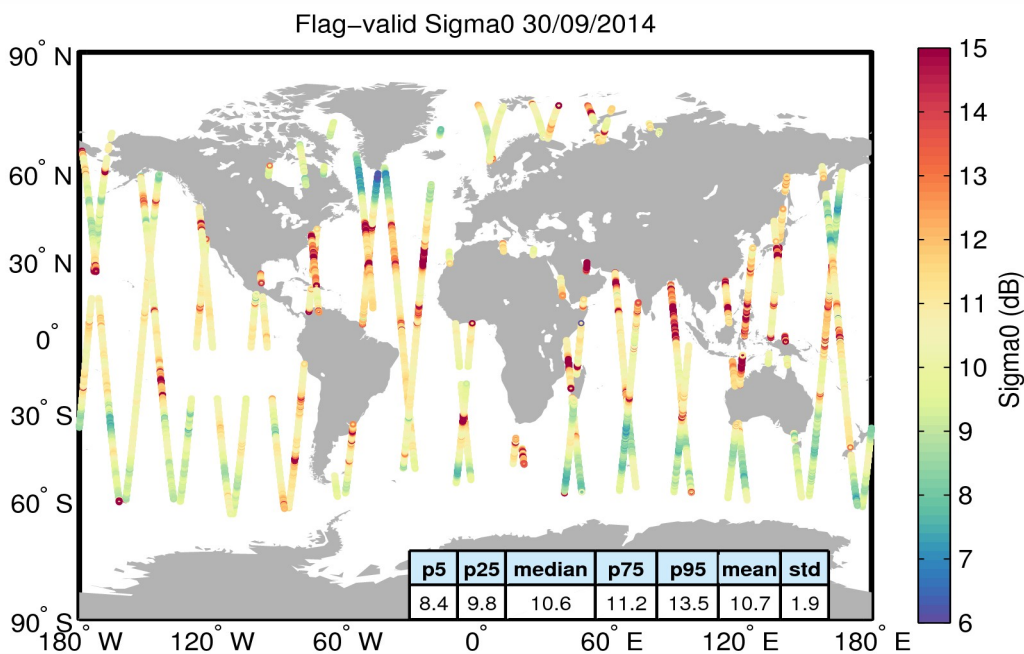 Flag−valid Sigma0 30/09/2014
90° N
60° N
30° N
0°
30° S
60° S
90° S
180° W
120° W
60° W
0°
60° E
120° E
180° E
p5 p25 median p75 p95 mean std
8.4 9.8 10.6 11.2 13.5 10.7 1.9
15
14
13
12
11
10
9
8
7
6
Sigma0 (dB)